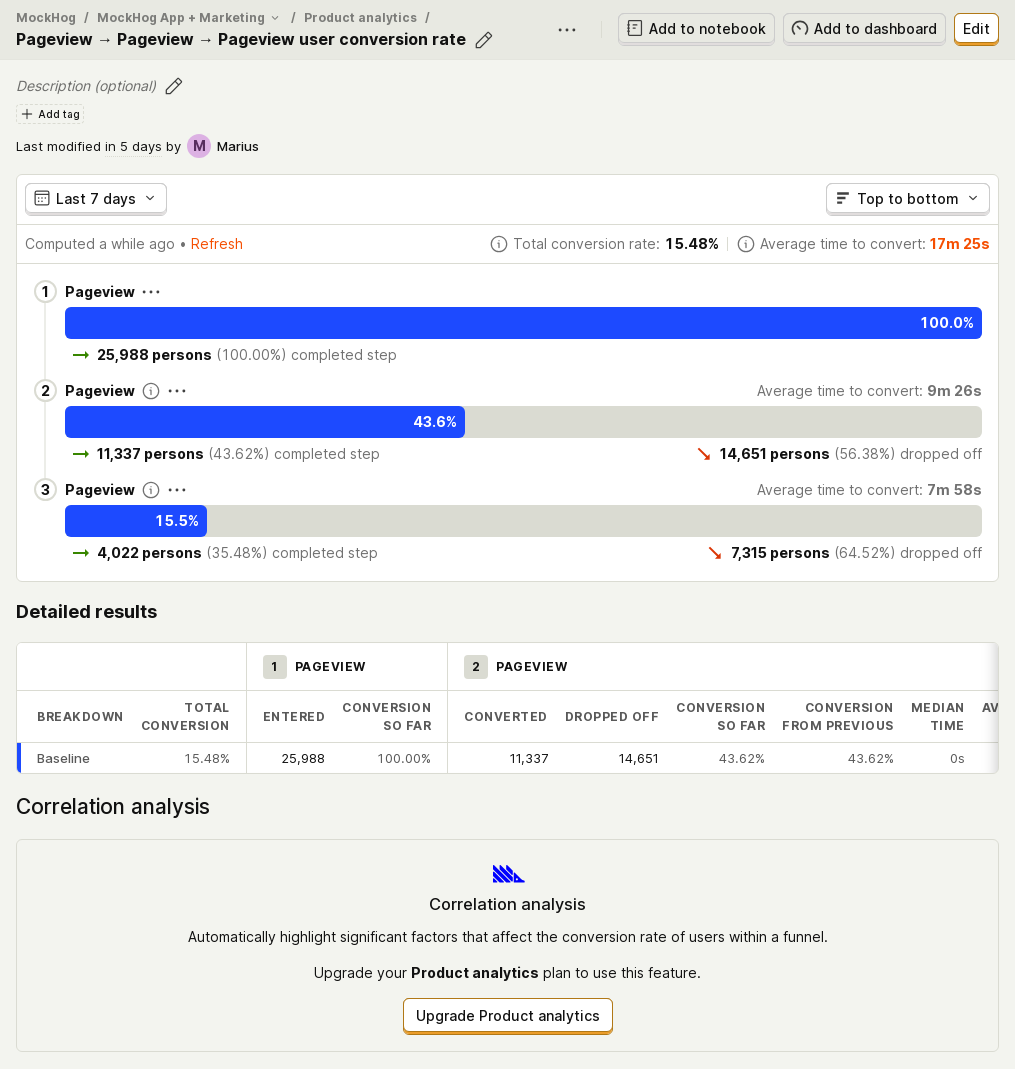 MockHog / MockHog App + Marketing / Product analytics /
Pageview → Pageview → Pageview user conversion rate
Add to notebook
Add to dashboard
Edit
Description (optional)
Add tag
Last modified in 5 days by M Marius
Last 7 days
Top to bottom
Computed a while ago • Refresh
Total conversion rate: 15.48%
Average time to convert: 17m 25s
1 Pageview
100.0%
→ 25,988 persons (100.00%) completed step
2 Pageview
Average time to convert: 9m 26s
43.6%
→ 11,337 persons (43.62%) completed step
14,651 persons (56.38%) dropped off
3 Pageview
Average time to convert: 7m 58s
15.5%
→ 4,022 persons (35.48%) completed step
7,315 persons (64.52%) dropped off
Detailed results
1 PAGEVIEW
2 PAGEVIEW
BREAKDOWN
TOTAL
CONVERSION
ENTERED
CONVERSION
SO FAR
CONVERTED
DROPPED OFF
CONVERSION
SO FAR
CONVERSION
FROM PREVIOUS
MEDIAN
TIME
Baseline 15.48% 25,988 100.00% 11,337 14,651 43.62% 43.62% 0s
Correlation analysis
Correlation analysis
Automatically highlight significant factors that affect the conversion rate of users within a funnel.
Upgrade your Product analytics plan to use this feature.
Upgrade Product analytics